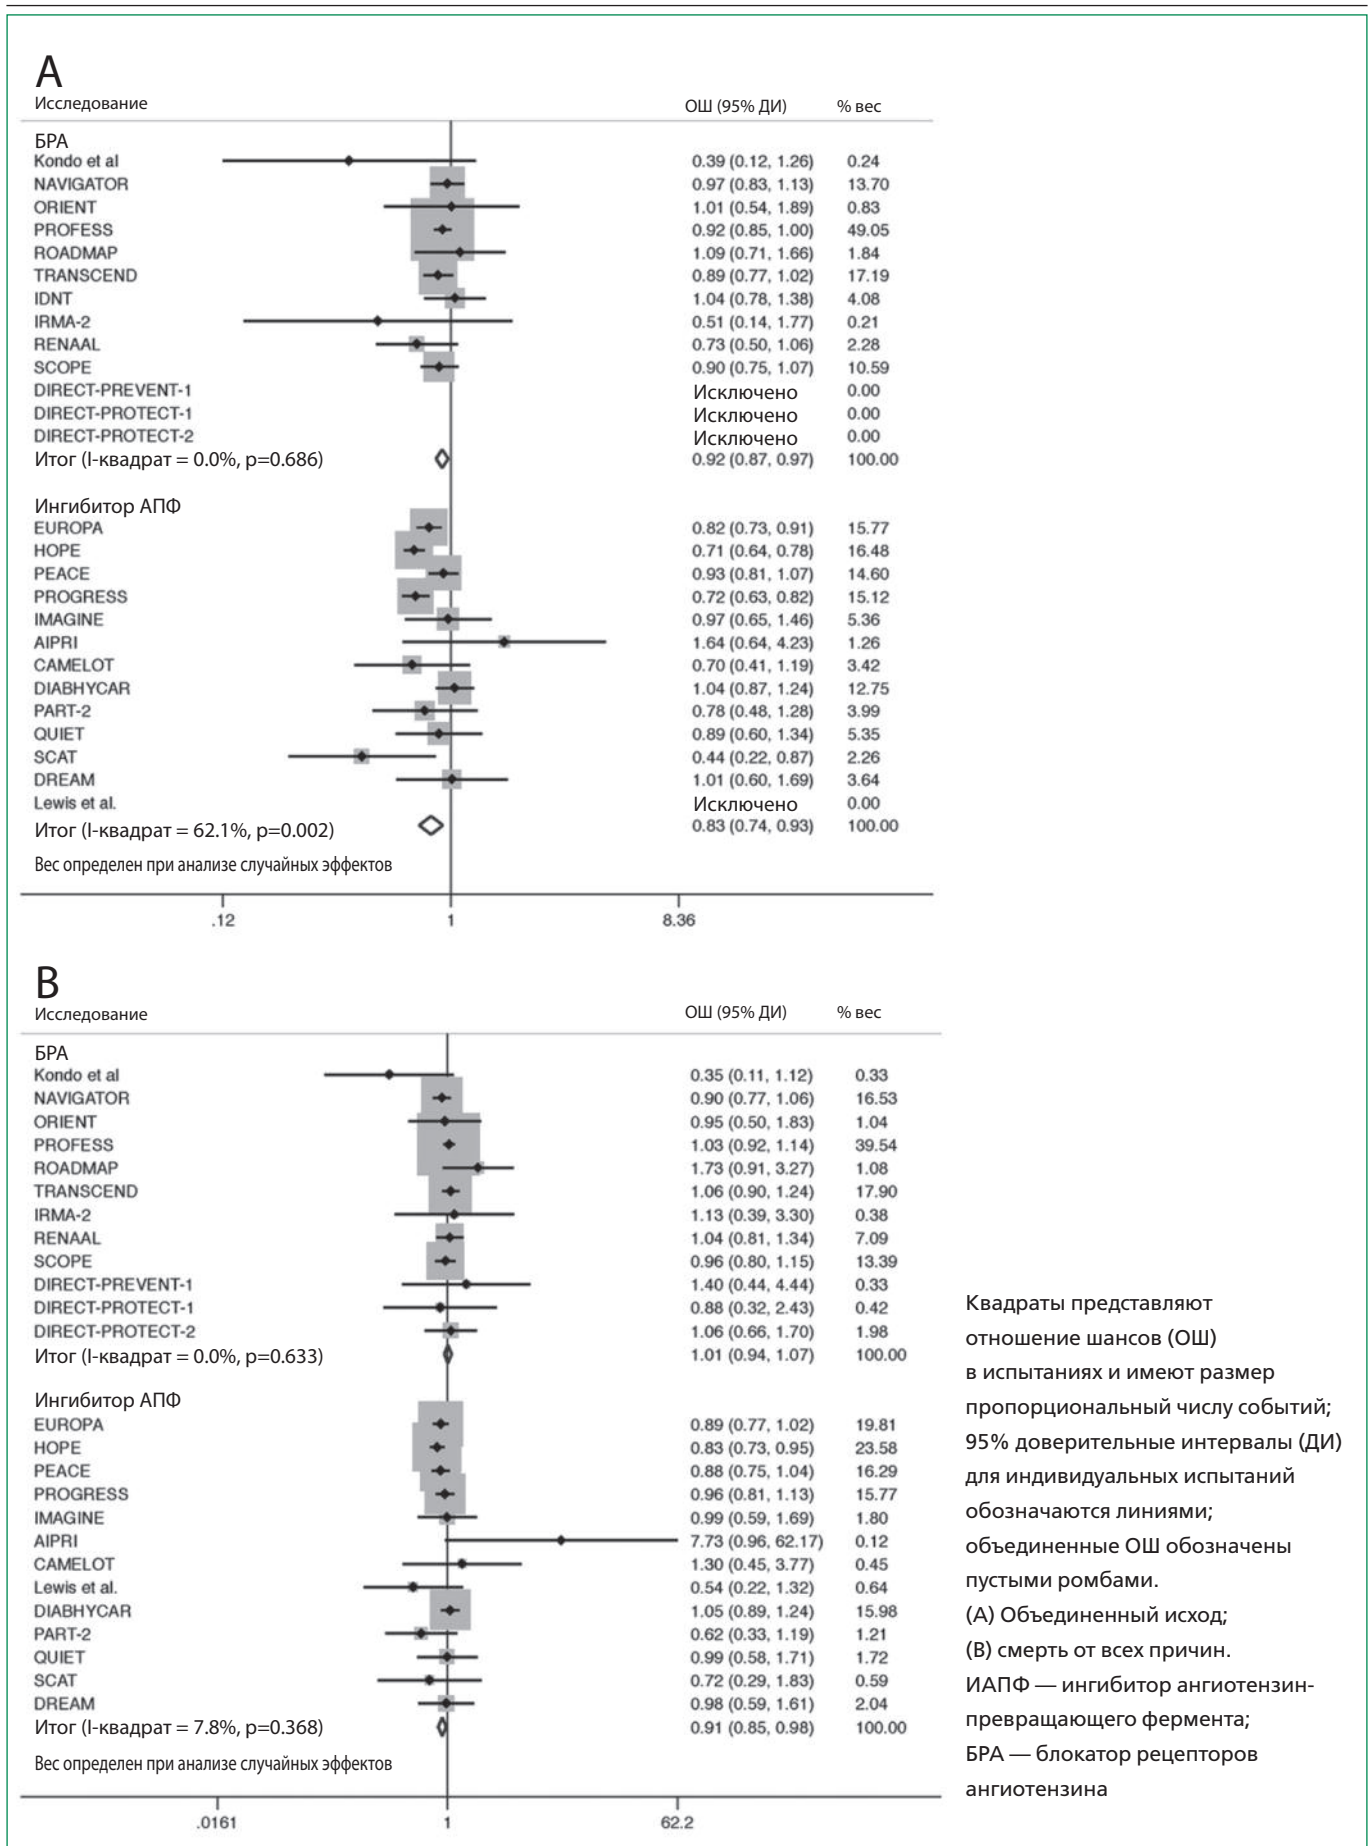 A
Исследование ОШ (95% ДИ) % вес
БРА
Kondo et al 0.39 (0.12, 1.26) 0.24
NAVIGATOR 0.97 (0.83, 1.13) 13.70
ORIENT 1.01 (0.54, 1.89) 0.83
PROFESS 0.92 (0.85, 1.00) 49.05
ROADMAP 1.09 (0.71, 1.66) 1.84
TRANSCEND 0.89 (0.77, 1.02) 17.19
IDNT 1.04 (0.78, 1.38) 4.08
IRMA-2 0.51 (0.14, 1.77) 0.21
RENAAL 0.73 (0.50, 1.06) 2.28
SCOPE 0.90 (0.75, 1.07) 10.59
DIRECT-PREVENT-1 Исключено 0.00
DIRECT-PROTECT-1 Исключено 0.00
DIRECT-PROTECT-2 Исключено 0.00
Итог (I-квадрат = 0.0%, p=0.686) 0.92 (0.87, 0.97) 100.00
Ингибитор АПФ
EUROPA 0.82 (0.73, 0.91) 15.77
HOPE 0.71 (0.64, 0.78) 16.48
PEACE 0.93 (0.81, 1.07) 14.60
PROGRESS 0.72 (0.63, 0.82) 15.12
IMAGINE 0.97 (0.65, 1.46) 5.36
AIPRI 1.64 (0.64, 4.23) 1.26
CAMELOT 0.70 (0.41, 1.19) 3.42
DIABHYCAR 1.04 (0.87, 1.24) 12.75
PART-2 0.78 (0.48, 1.28) 3.99
QUIET 0.89 (0.60, 1.34) 5.35
SCAT 0.44 (0.22, 0.87) 2.26
DREAM 1.01 (0.60, 1.69) 3.64
Lewis et al. Исключено 0.00
Итог (I-квадрат = 62.1%, p=0.002) 0.83 (0.74, 0.93) 100.00
Вес определен при анализе случайных эффектов
.12 1 8.36
B
Исследование ОШ (95% ДИ) % вес
БРА
Kondo et al 0.35 (0.11, 1.12) 0.33
NAVIGATOR 0.90 (0.77, 1.06) 16.53
ORIENT 0.95 (0.50, 1.83) 1.04
PROFESS 1.03 (0.92, 1.14) 39.54
ROADMAP 1.73 (0.91, 3.27) 1.08
TRANSCEND 1.06 (0.90, 1.24) 17.90
IRMA-2 1.13 (0.39, 3.30) 0.38
RENAAL 1.04 (0.81, 1.34) 7.09
SCOPE 0.96 (0.80, 1.15) 13.39
DIRECT-PREVENT-1 1.40 (0.44, 4.44) 0.33
DIRECT-PROTECT-1 0.88 (0.32, 2.43) 0.42
DIRECT-PROTECT-2 1.06 (0.66, 1.70) 1.98
Итог (I-квадрат = 0.0%, p=0.633) 1.01 (0.94, 1.07) 100.00
Ингибитор АПФ
EUROPA 0.89 (0.77, 1.02) 19.81
HOPE 0.83 (0.73, 0.95) 23.58
PEACE 0.88 (0.75, 1.04) 16.29
PROGRESS 0.96 (0.81, 1.13) 15.77
IMAGINE 0.99 (0.59, 1.69) 1.80
AIPRI 7.73 (0.96, 62.17) 0.12
CAMELOT 1.30 (0.45, 3.77) 0.45
Lewis et al. 0.54 (0.22, 1.32) 0.64
DIABHYCAR 1.05 (0.89, 1.24) 15.98
PART-2 0.62 (0.33, 1.19) 1.21
QUIET 0.99 (0.58, 1.71) 1.72
SCAT 0.72 (0.29, 1.83) 0.59
DREAM 0.98 (0.59, 1.61) 2.04
Итог (I-квадрат = 7.8%, p=0.368) 0.91 (0.85, 0.98) 100.00
Вес определен при анализе случайных эффектов
.0161 1 62.2
Квадраты представляют
отношение шансов (ОШ)
в испытаниях и имеют размер
пропорциональный числу событий;
95% доверительные интервалы (ДИ)
для индивидуальных испытаний
обозначаются линиями;
объединенные ОШ обозначены
пустыми ромбами.
(А) Объединенный исход;
(В) смерть от всех причин.
ИАПФ — ингибитор ангиотензин-
превращающего фермента;
БРА — блокатор рецепторов
ангиотензина